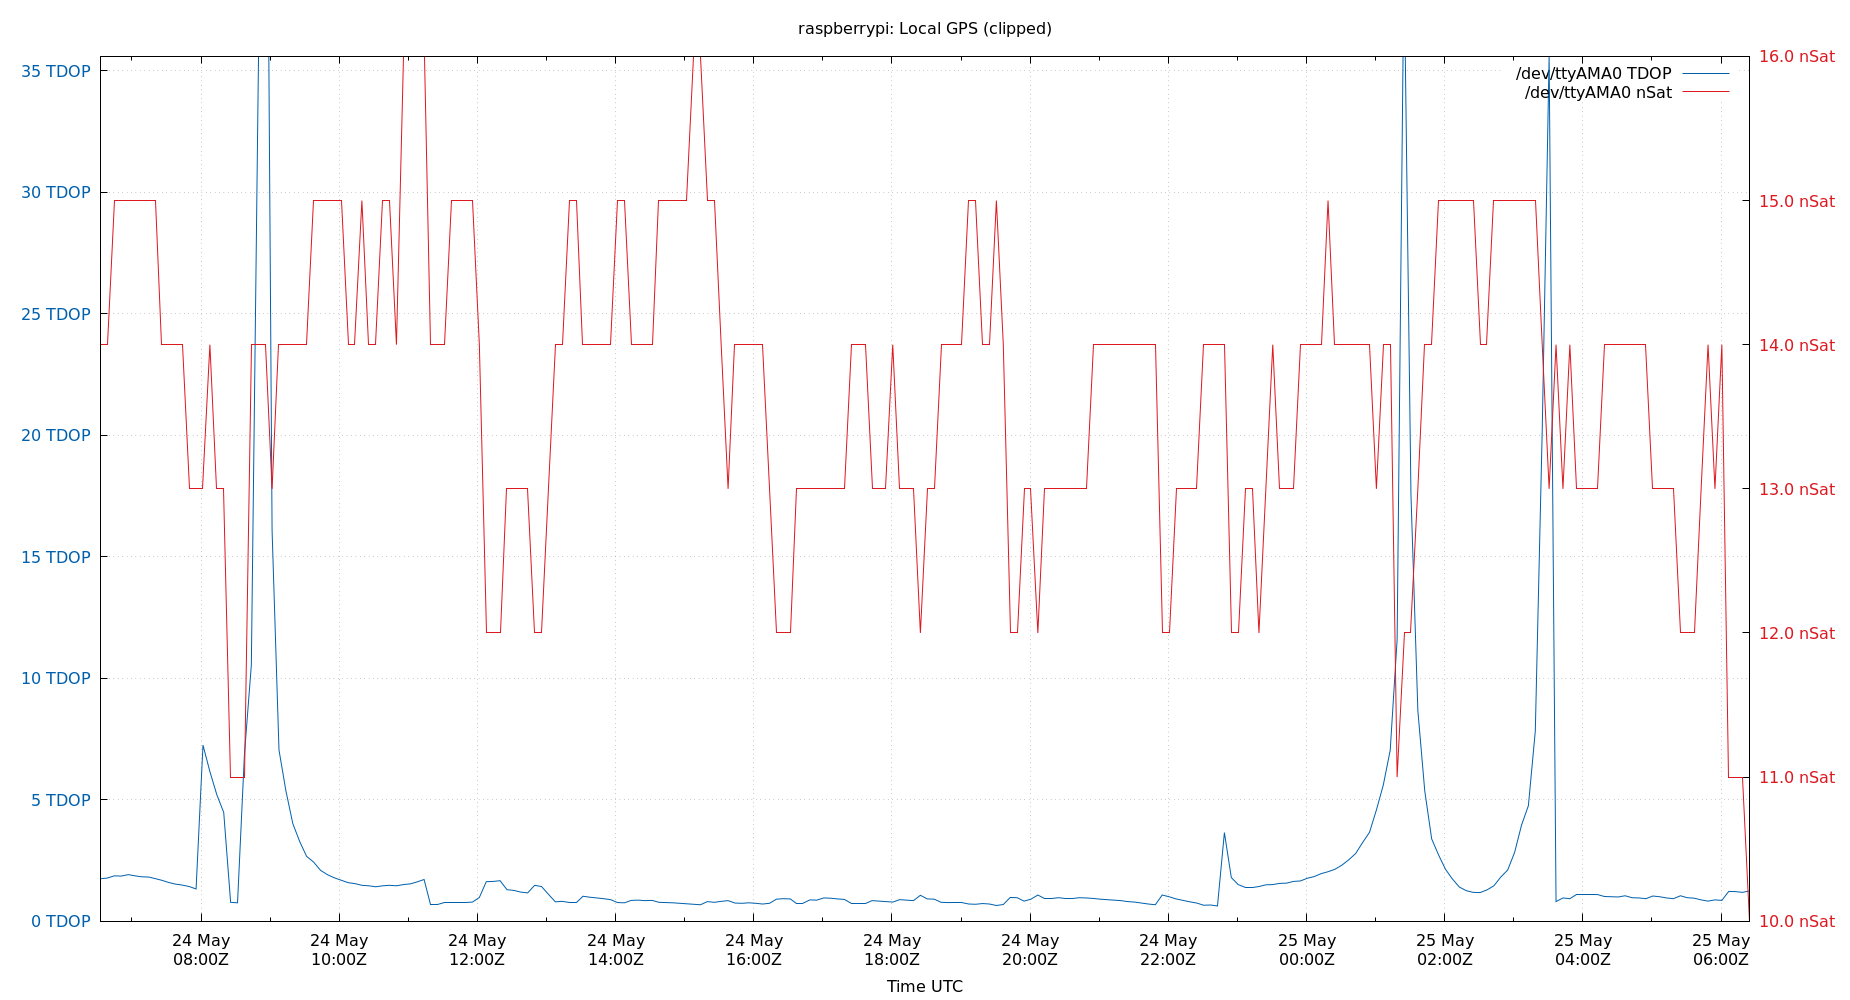 raspberrypi: Local GPS (clipped)
35 TDOP
30 TDOP
25 TDOP
20 TDOP
15 TDOP
10 TDOP
5 TDOP
0 TDOP
16.0 nSat
15.0 nSat
14.0 nSat
13.0 nSat
12.0 nSat
11.0 nSat
10.0 nSat
/dev/ttyAMA0 TDOP
/dev/ttyAMA0 nSat
24 May
08:00Z
24 May
10:00Z
24 May
12:00Z
24 May
14:00Z
24 May
16:00Z
24 May
18:00Z
24 May
20:00Z
24 May
22:00Z
25 May
00:00Z
25 May
02:00Z
25 May
04:00Z
25 May
06:00Z
Time UTC